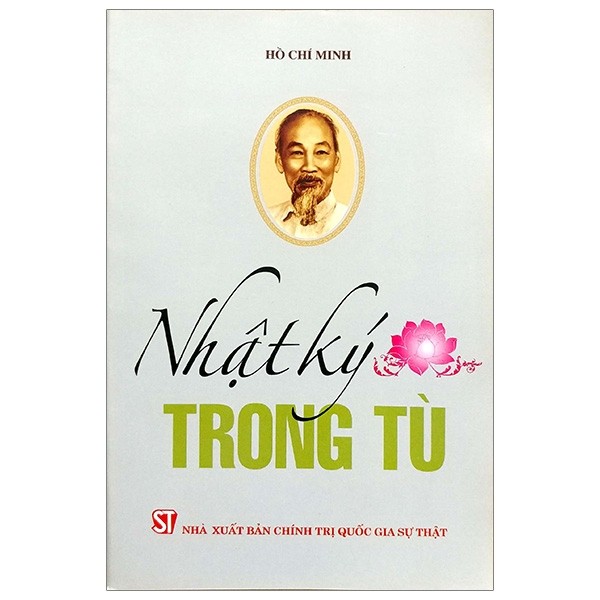 HỒ CHÍ MINH
Nhật ký
TRONG TÙ
ST NHÀ XUẤT BẢN CHÍNH TRỊ QUỐC GIA SỰ THẬT